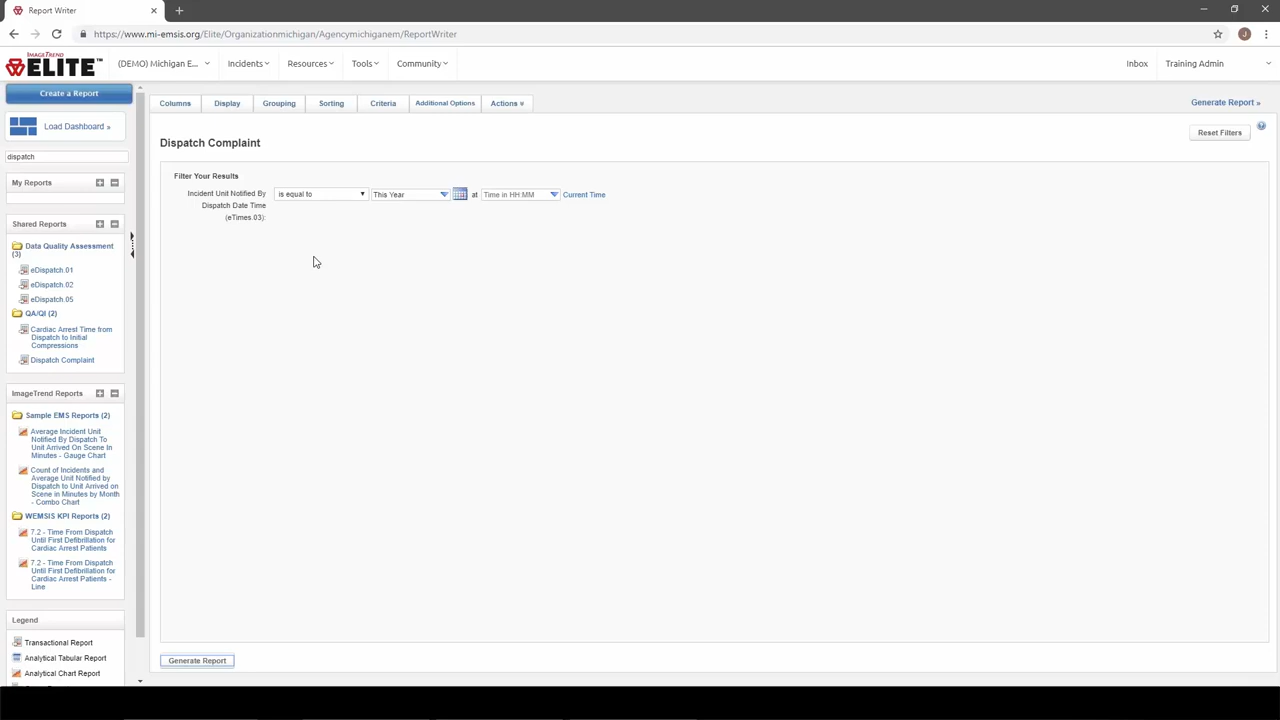 Report Writer
https://www.mi-emsis.org/Elite/Organizationmichigan/Agencymichiganem/ReportWriter
J
IMAGETREND
ELITE™
(DEMO) Michigan E...
Incidents
Resources
Tools
Community
Inbox
Training Admin
Create a Report
Load Dashboard »
dispatch
My Reports
Shared Reports
Data Quality Assessment
(3)
eDispatch.01
eDispatch.02
eDispatch.05
QA/QI (2)
Cardiac Arrest Time from
Dispatch to Initial
Compressions
Dispatch Complaint
ImageTrend Reports
Sample EMS Reports (2)
Average Incident Unit
Notified By Dispatch To
Unit Arrived On Scene In
Minutes - Gauge Chart
Count of Incidents and
Average Unit Notified by
Dispatch to Unit Arrived on
Scene in Minutes by Month
- Combo Chart
WEMSIS KPI Reports (2)
7.2 - Time From Dispatch
Until First Defibrillation for
Cardiac Arrest Patients
7.2 - Time From Dispatch
Until First Defibrillation for
Cardiac Arrest Patients -
Line
Legend
Transactional Report
Analytical Tabular Report
Analytical Chart Report
Columns
Display
Grouping
Sorting
Criteria
Additional Options
Actions
Generate Report »
Reset Filters
Dispatch Complaint
Filter Your Results
Incident Unit Notified By
Dispatch Date Time
(eTimes.03):
is equal to
This Year
at
Time in HH:MM
Current Time
Generate Report